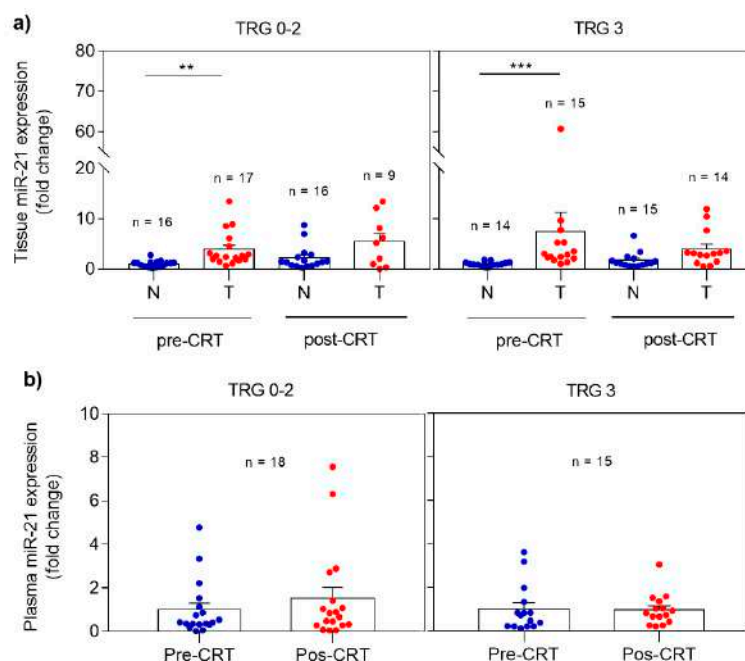 a)
TRG 0-2
TRG 3
Tissue miR-21 expression
(fold change)
80
60
20
10
0
**
***
n = 16
n = 17
n = 16
n = 9
n = 14
n = 15
n = 15
n = 14
N
T
N
T
N
T
N
T
pre-CRT
post-CRT
pre-CRT
post-CRT
b)
TRG 0-2
TRG 3
Plasma miR-21 expression
(fold change)
10
8
6
4
2
0
n = 18
n = 15
Pre-CRT
Pos-CRT
Pre-CRT
Pos-CRT